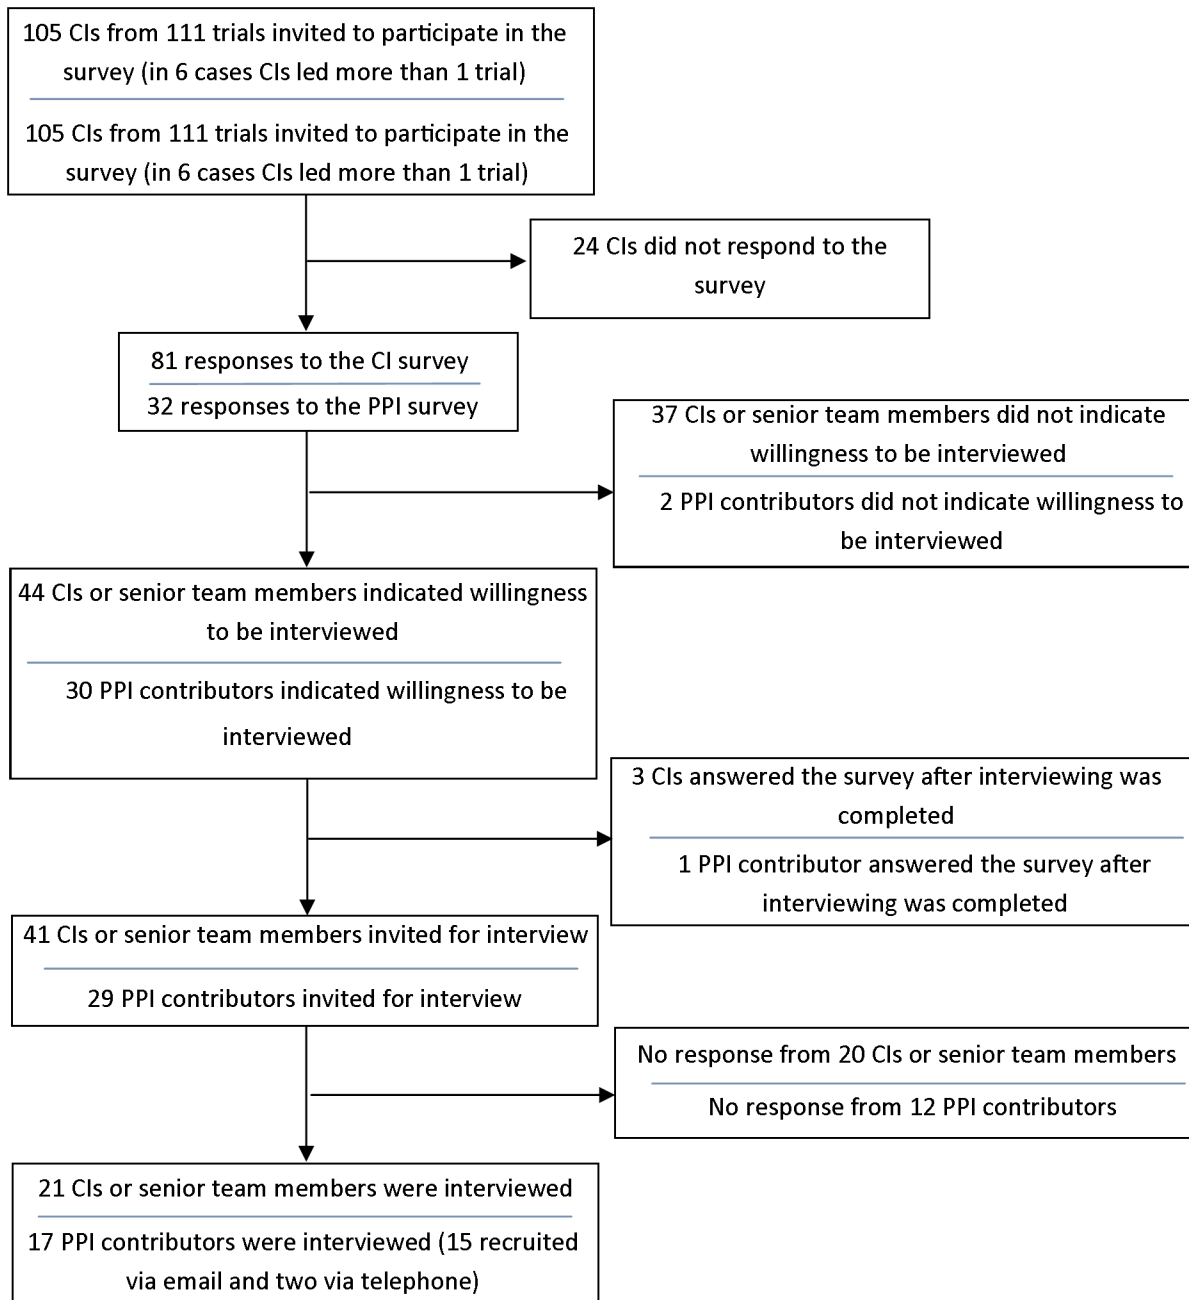 105 CIs from 111 trials invited to participate in the
survey (in 6 cases CIs led more than 1 trial)
105 CIs from 111 trials invited to participate in the
survey (in 6 cases CIs led more than 1 trial)
24 CIs did not respond to the
survey
81 responses to the CI survey
32 responses to the PPI survey
37 CIs or senior team members did not indicate
willingness to be interviewed
2 PPI contributors did not indicate willingness to
be interviewed
44 CIs or senior team members indicated willingness
to be interviewed
30 PPI contributors indicated willingness to be
interviewed
3 CIs answered the survey after interviewing was
completed
1 PPI contributor answered the survey after
interviewing was completed
41 CIs or senior team members invited for interview
29 PPI contributors invited for interview
No response from 20 CIs or senior team members
No response from 12 PPI contributors
21 CIs or senior team members were interviewed
17 PPI contributors were interviewed (15 recruited
via email and two via telephone)